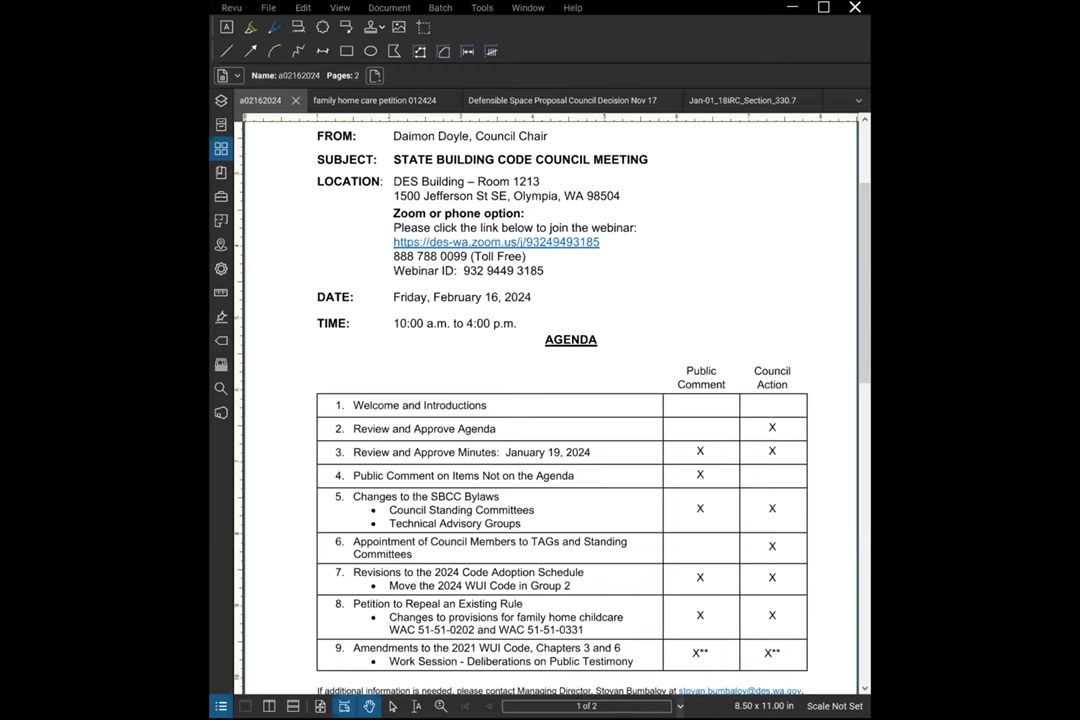 Revu File Edit View Document Batch Tools Window Help
Name: a02162024 Pages: 2
a02162024 family home care petition 012424 Defensible Space Proposal Council Decision Nov 17 Jan-01_18IRC_Section_330.7
FROM: Daimon Doyle, Council Chair
SUBJECT: STATE BUILDING CODE COUNCIL MEETING
LOCATION: DES Building – Room 1213
1500 Jefferson St SE, Olympia, WA 98504
Zoom or phone option:
Please click the link below to join the webinar:
https://des-wa.zoom.us/j/93249493185
888 788 0099 (Toll Free)
Webinar ID: 932 9449 3185
DATE: Friday, February 16, 2024
TIME: 10:00 a.m. to 4:00 p.m.
AGENDA
Public Council
Comment Action
1. Welcome and Introductions
2. Review and Approve Agenda X
3. Review and Approve Minutes: January 19, 2024 X X
4. Public Comment on Items Not on the Agenda X
5. Changes to the SBCC Bylaws
• Council Standing Committees X X
• Technical Advisory Groups
6. Appointment of Council Members to TAGs and Standing
Committees X
7. Revisions to the 2024 Code Adoption Schedule X X
• Move the 2024 WUI Code in Group 2
8. Petition to Repeal an Existing Rule
• Changes to provisions for family home childcare X X
WAC 51-51-0202 and WAC 51-51-0331
9. Amendments to the 2021 WUI Code, Chapters 3 and 6 X** X**
• Work Session - Deliberations on Public Testimony
If additional information is needed, please contact Managing Director, Stoyan Bumbalov at stoyan.bumbalov@des.wa.gov.
1 of 2 8.50 x 11.00 in Scale Not Set